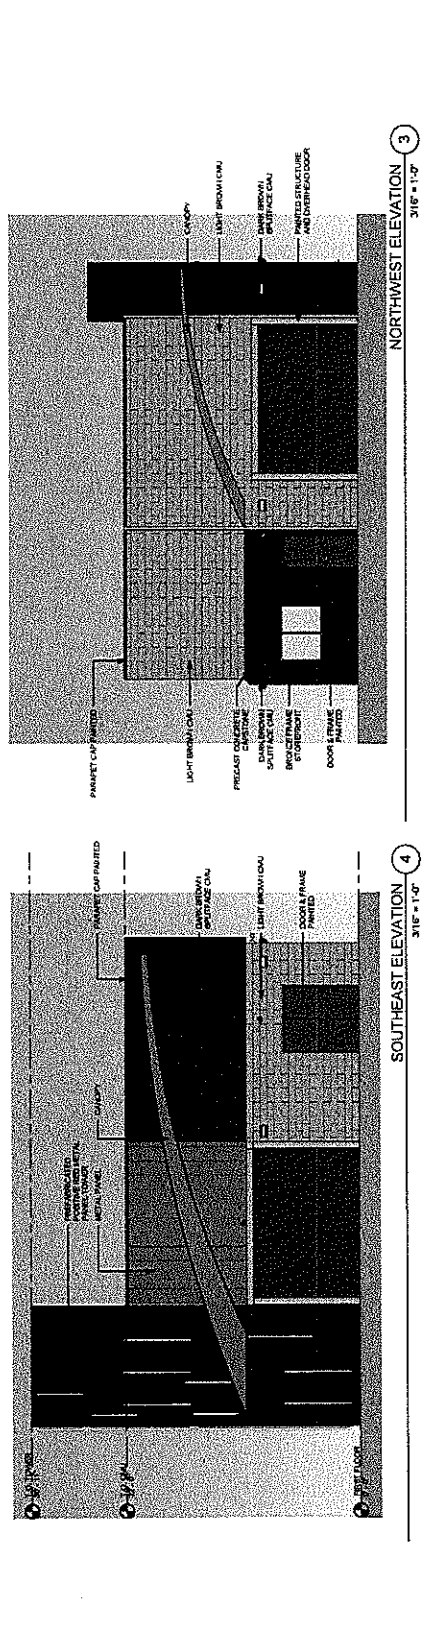 PARAPET CAP PAINTED
LIGHT BROWN CMU
PRECAST CONCRETE
CAPSTONE
DARK BROWN
SPLITFACE CMU
BRONZE FRAME
STOREFRONT
DOOR & FRAME
PAINTED
CANOPY
LIGHT BROWN CMU
DARK BROWN
SPLITFACE CMU
PAINTED STRUCTURE
AND OVERHEAD DOOR
NORTHWEST ELEVATION
3/16" = 1'-0"
3
PREFABRICATED
METAL PANEL
CANOPY
PARAPET CAP PAINTED
DARK BROWN
SPLITFACE CMU
LIGHT BROWN CMU
DOOR & FRAME
PAINTED
FIRST FLOOR
SOUTHEAST ELEVATION
3/16" = 1'-0"
4